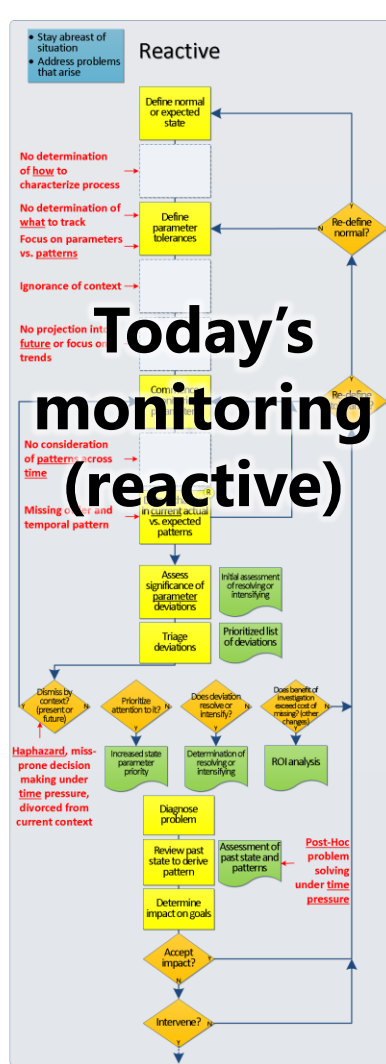 • Stay abreast of
situation
• Address problems
that arise
Reactive
Define normal
or expected
state
No determination
of how to
characterize process
No determination of
what to track
Focus on parameters
vs. patterns
Define
parameter
tolerances
Re-define
normal?
Y
N
Ignorance of context
No projection into
future or focus on
trends
Today's
monitoring
(reactive)
Re-define
No consideration
of patterns across
time
Missing order and
temporal pattern
R
in current actual
vs. expected
patterns
Assess
significance of
parameter
deviations
Initial assessment
of resolving or
intensifying
Triage
deviations
Prioritized list
of deviations
Dismiss by
context?
(present or
future)
Y
N
Prioritize
attention to it?
Y
N
Does deviation
resolve or
intensify?
Y
N
Does benefit of
investigation
exceed cost of
missing? (other
changes)
Y
N
Haphazard, miss-
prone decision
making under
time pressure,
divorced from
current context
Increased state
parameter
priority
Determination of
resolving or
intensifying
ROI analysis
Diagnose
problem
Review past
state to derive
pattern
Assessment of
past state and
patterns
Post-Hoc
problem
solving
under time
pressure
Determine
impact on goals
Accept
impact?
Y
N
Intervene?
N
Y